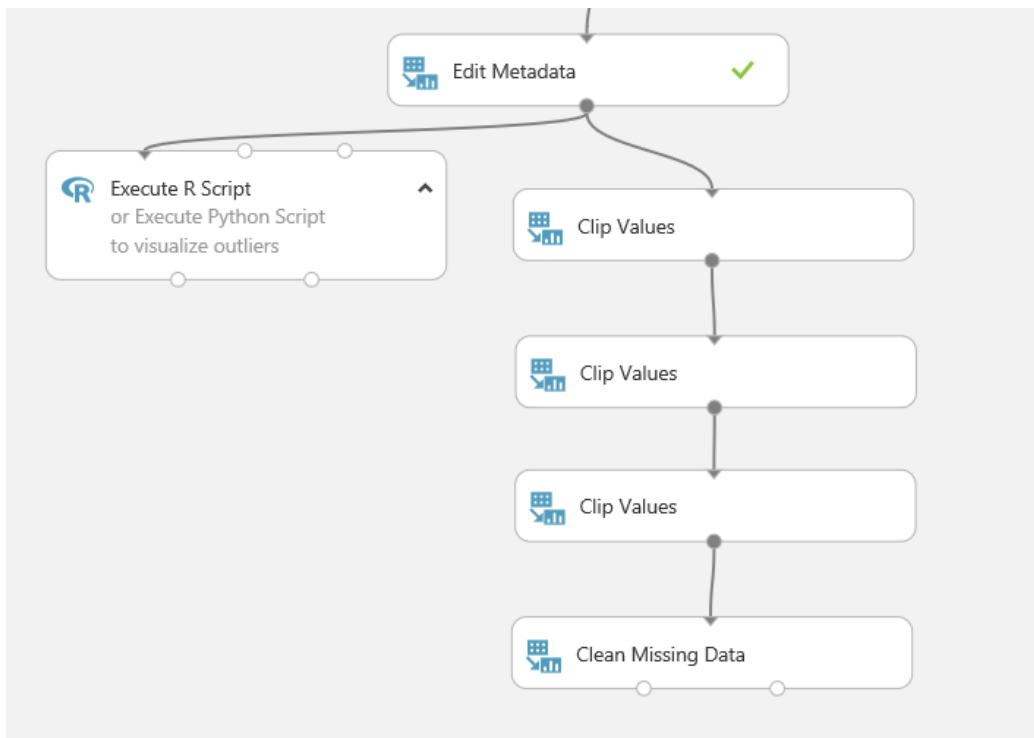 Edit Metadata
Execute R Script
or Execute Python Script
to visualize outliers
Clip Values
Clip Values
Clip Values
Clean Missing Data